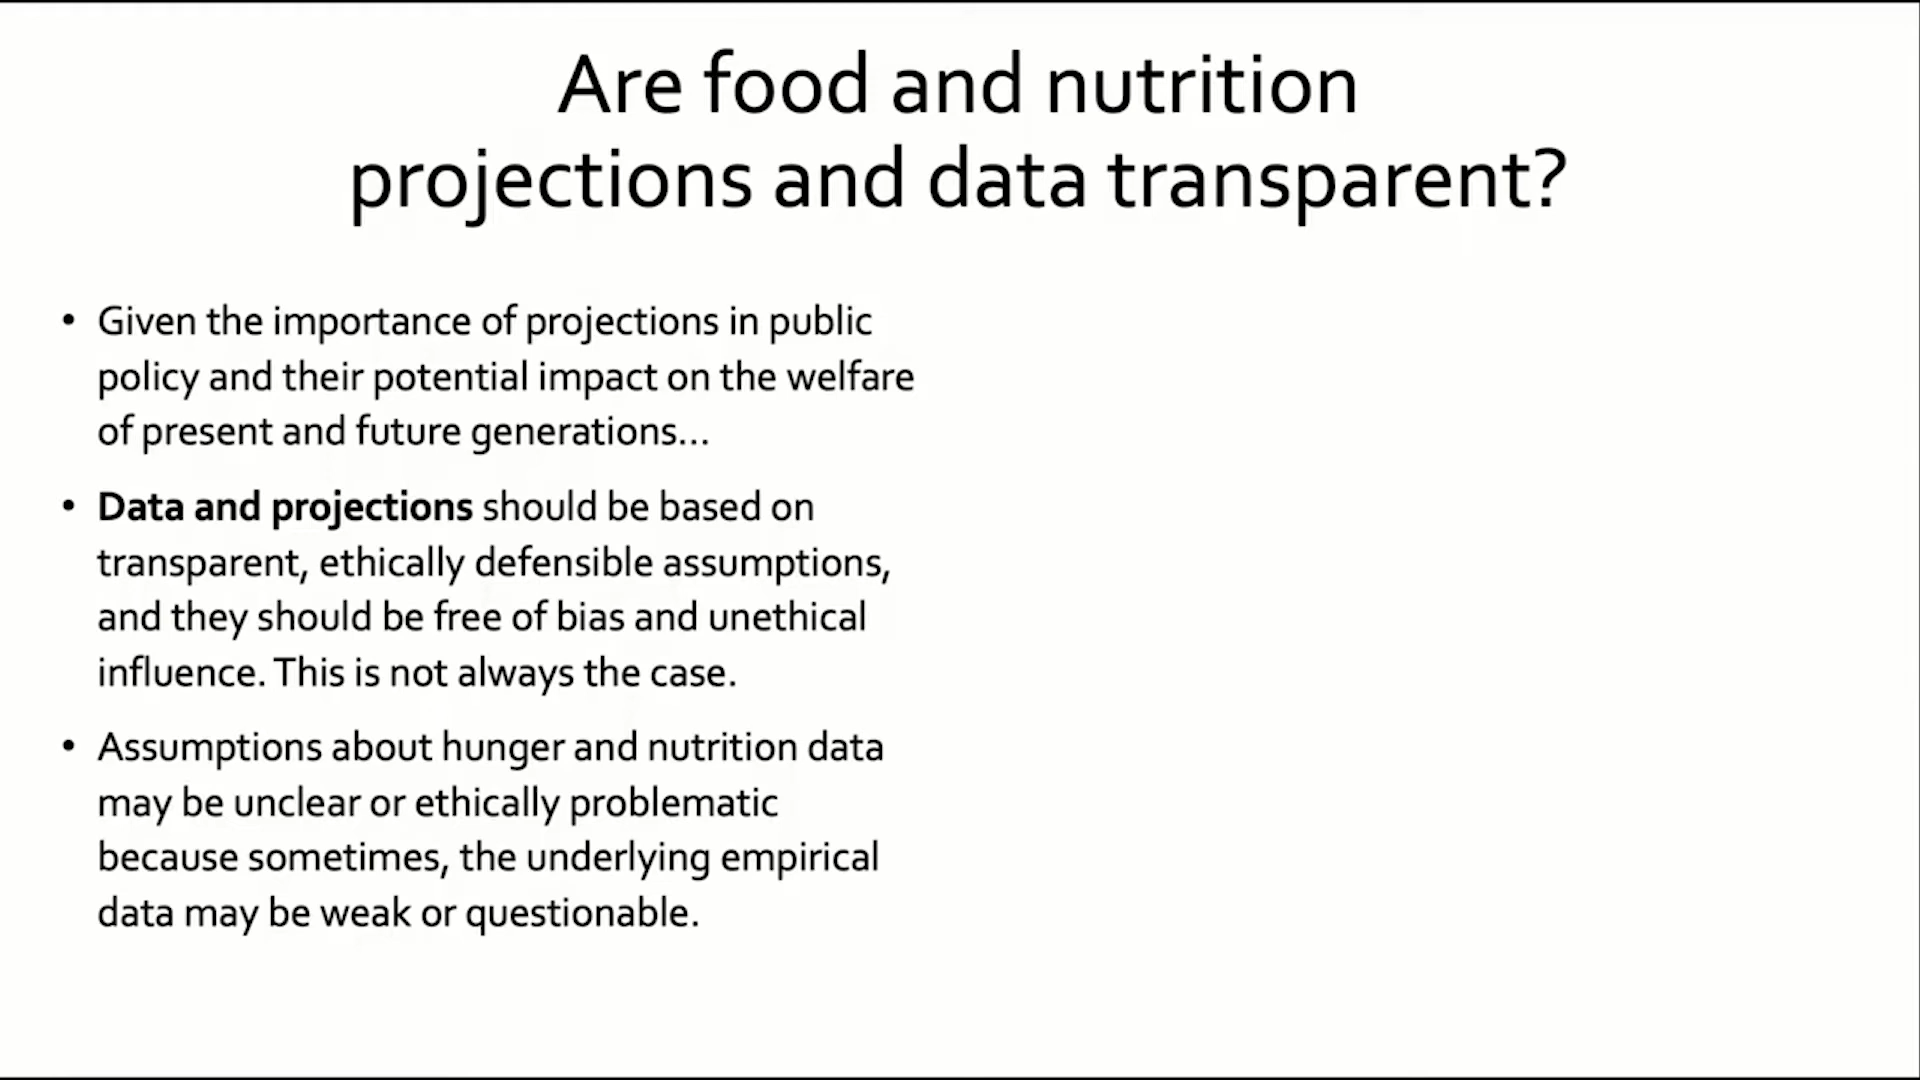 Are food and nutrition
projections and data transparent?
• Given the importance of projections in public
policy and their potential impact on the welfare
of present and future generations...
• Data and projections should be based on
transparent, ethically defensible assumptions,
and they should be free of bias and unethical
influence. This is not always the case.
• Assumptions about hunger and nutrition data
may be unclear or ethically problematic
because sometimes, the underlying empirical
data may be weak or questionable.